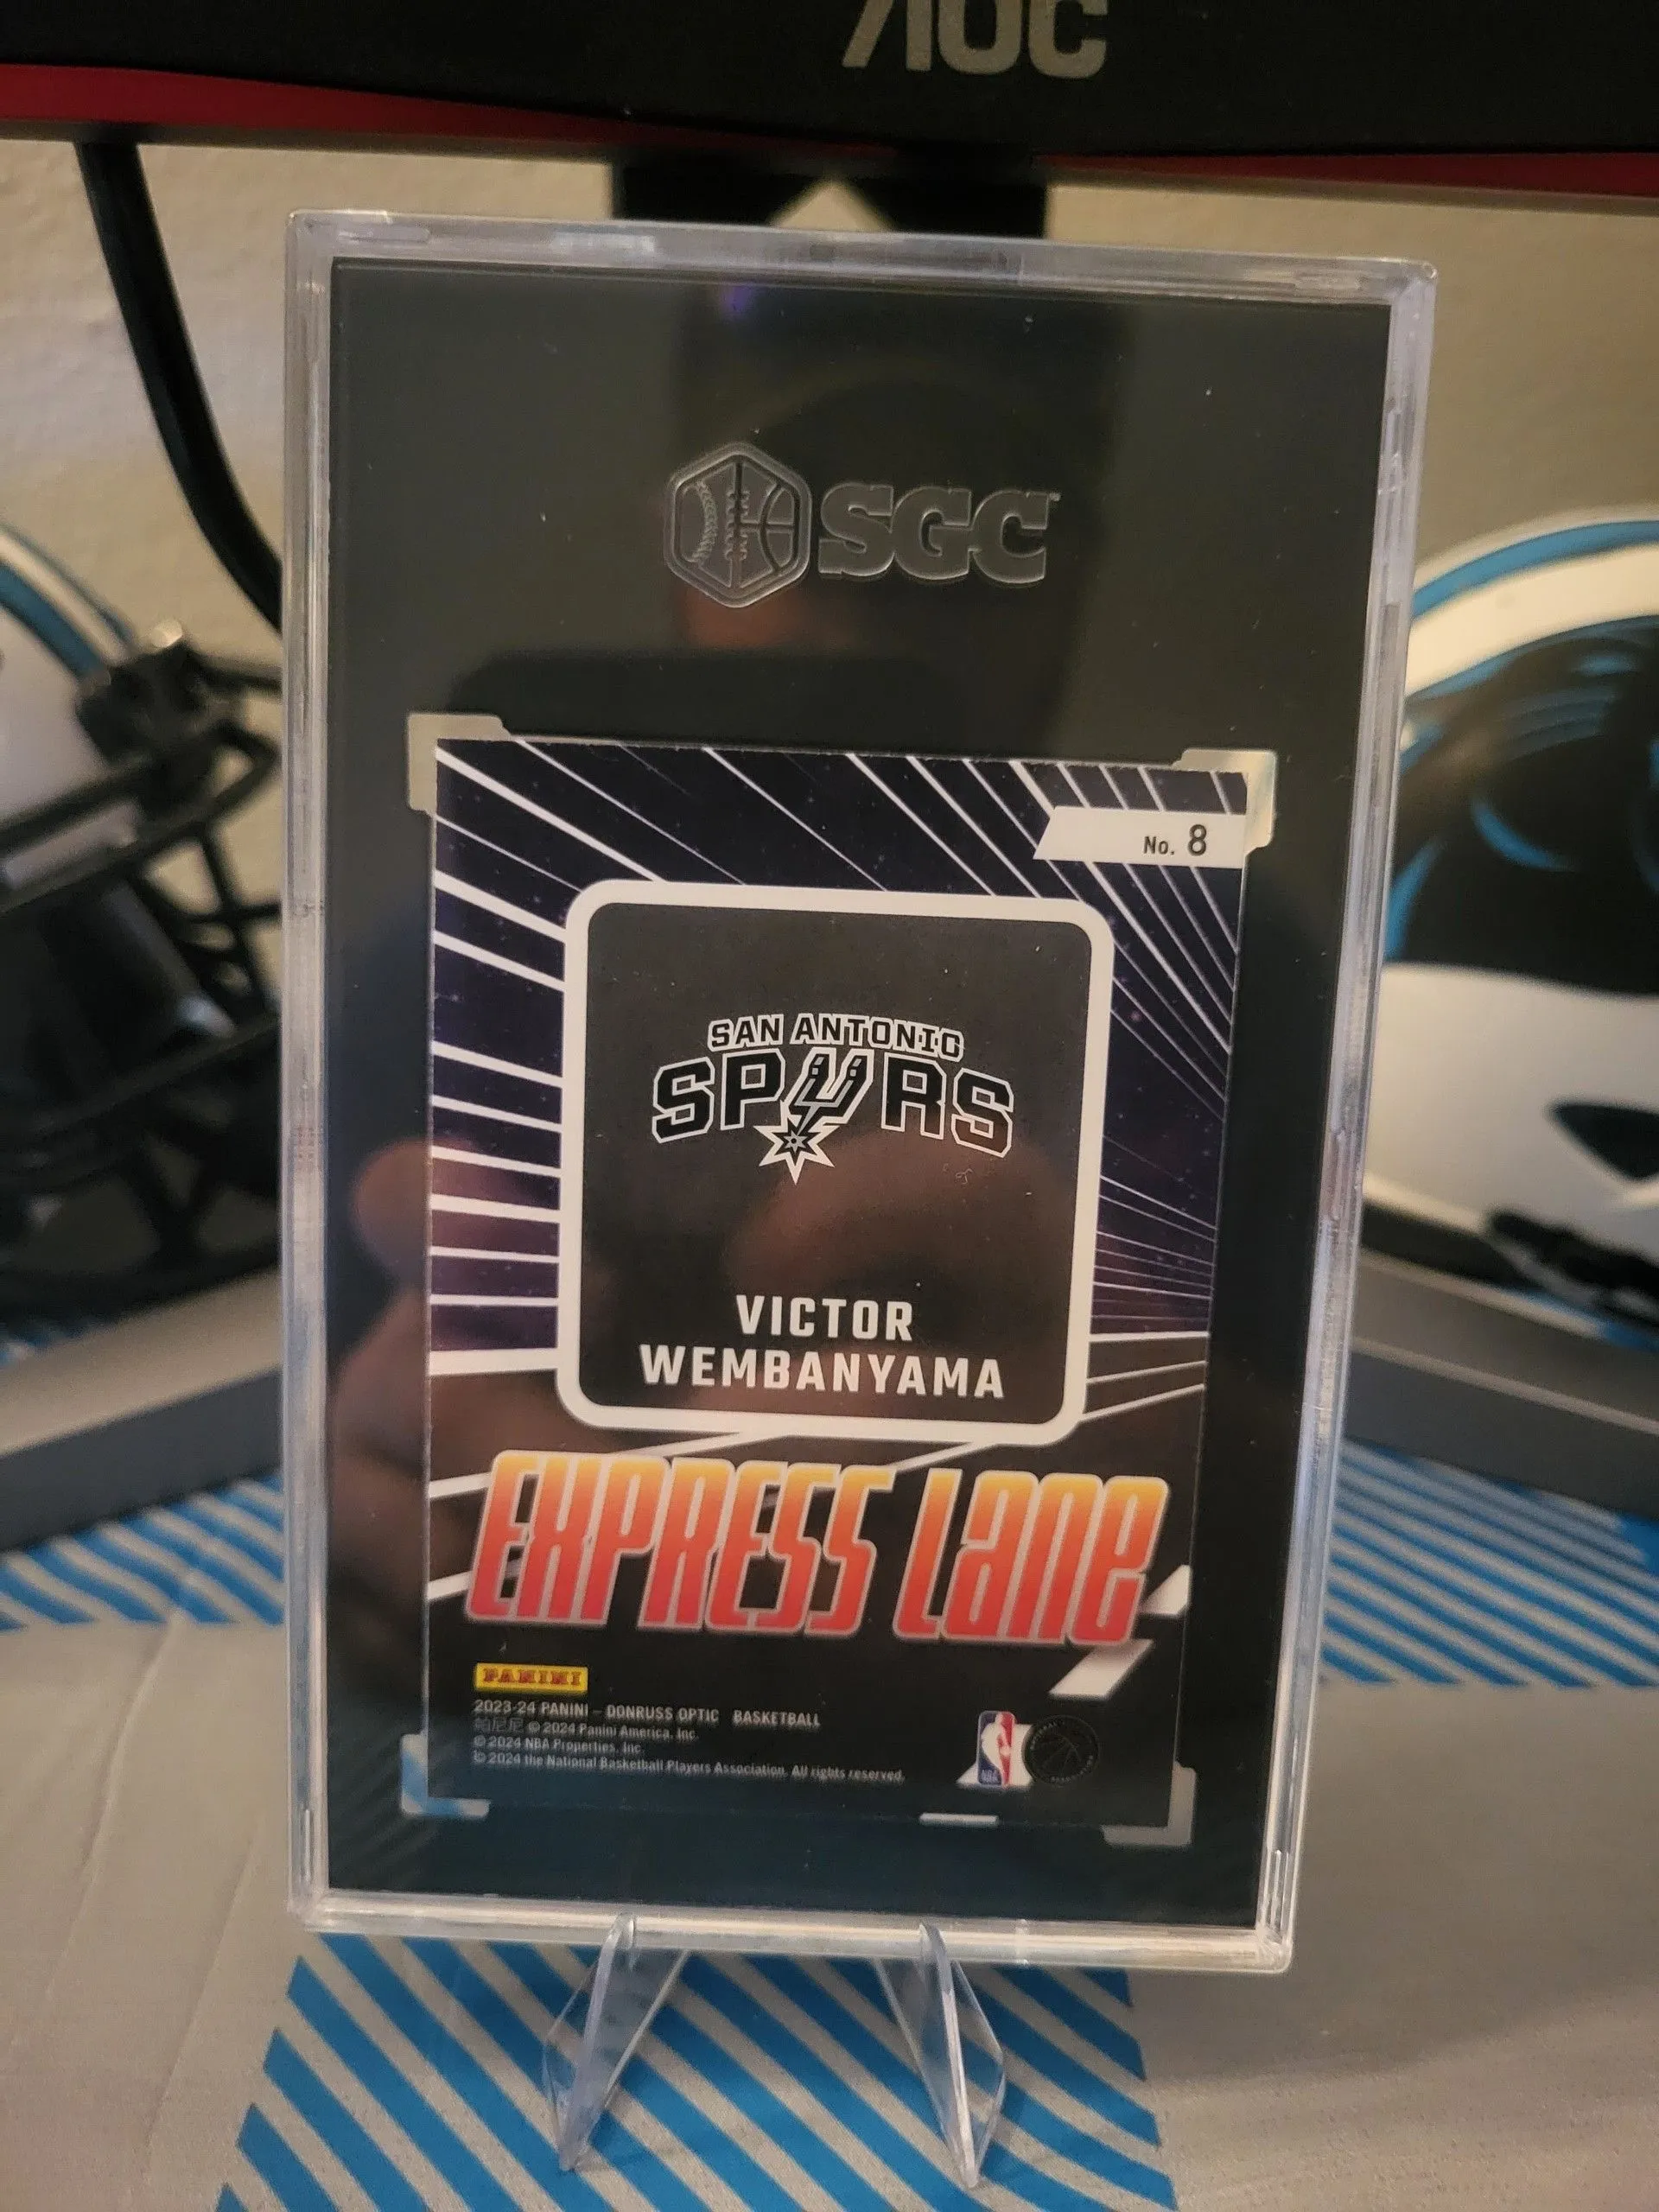 AOC
SGC
No. 8
SAN ANTONIO
SPURS
VICTOR
WEMBANYAMA
EXPRESS LANE
PANINI
2023-24 PANINI – DONRUSS OPTIC BASKETBALL
帕尼尼 © 2024 Panini America, Inc.
© 2024 NBA Properties, Inc.
© 2024 the National Basketball Players Association. All rights reserved.
NBA